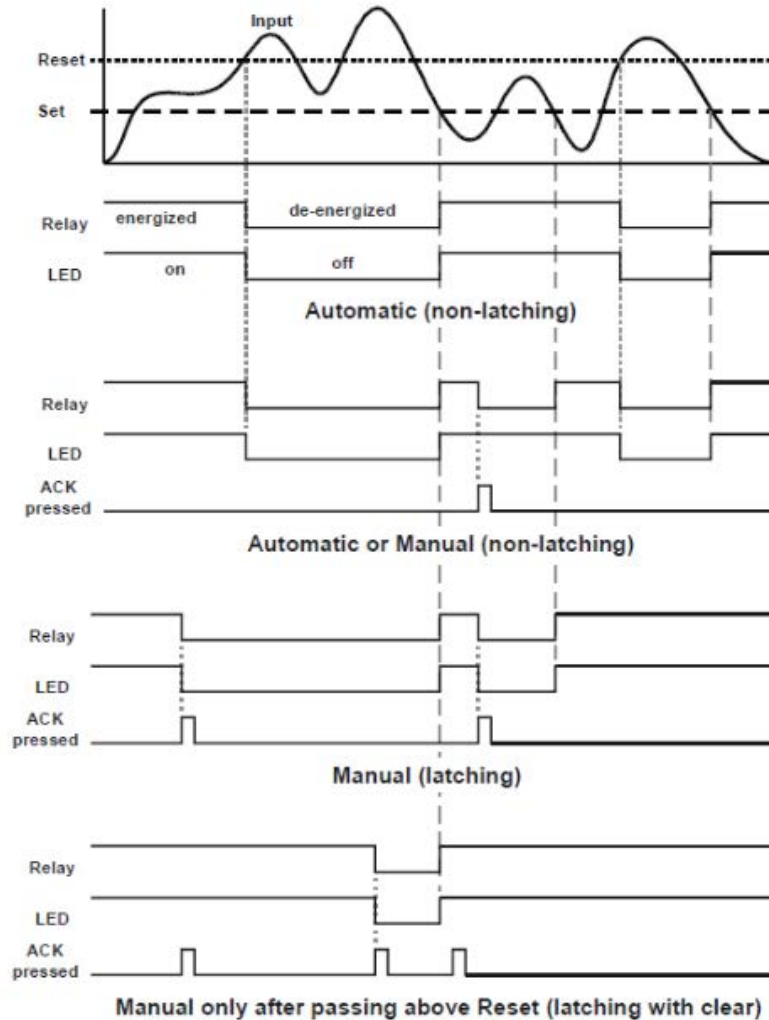 Input
Reset
Set
energized
de-energized
Relay
on
off
LED
Automatic (non-latching)
Relay
LED
ACK
pressed
Automatic or Manual (non-latching)
Relay
LED
ACK
pressed
Manual (latching)
Relay
LED
ACK
pressed
Manual only after passing above Reset (latching with clear)